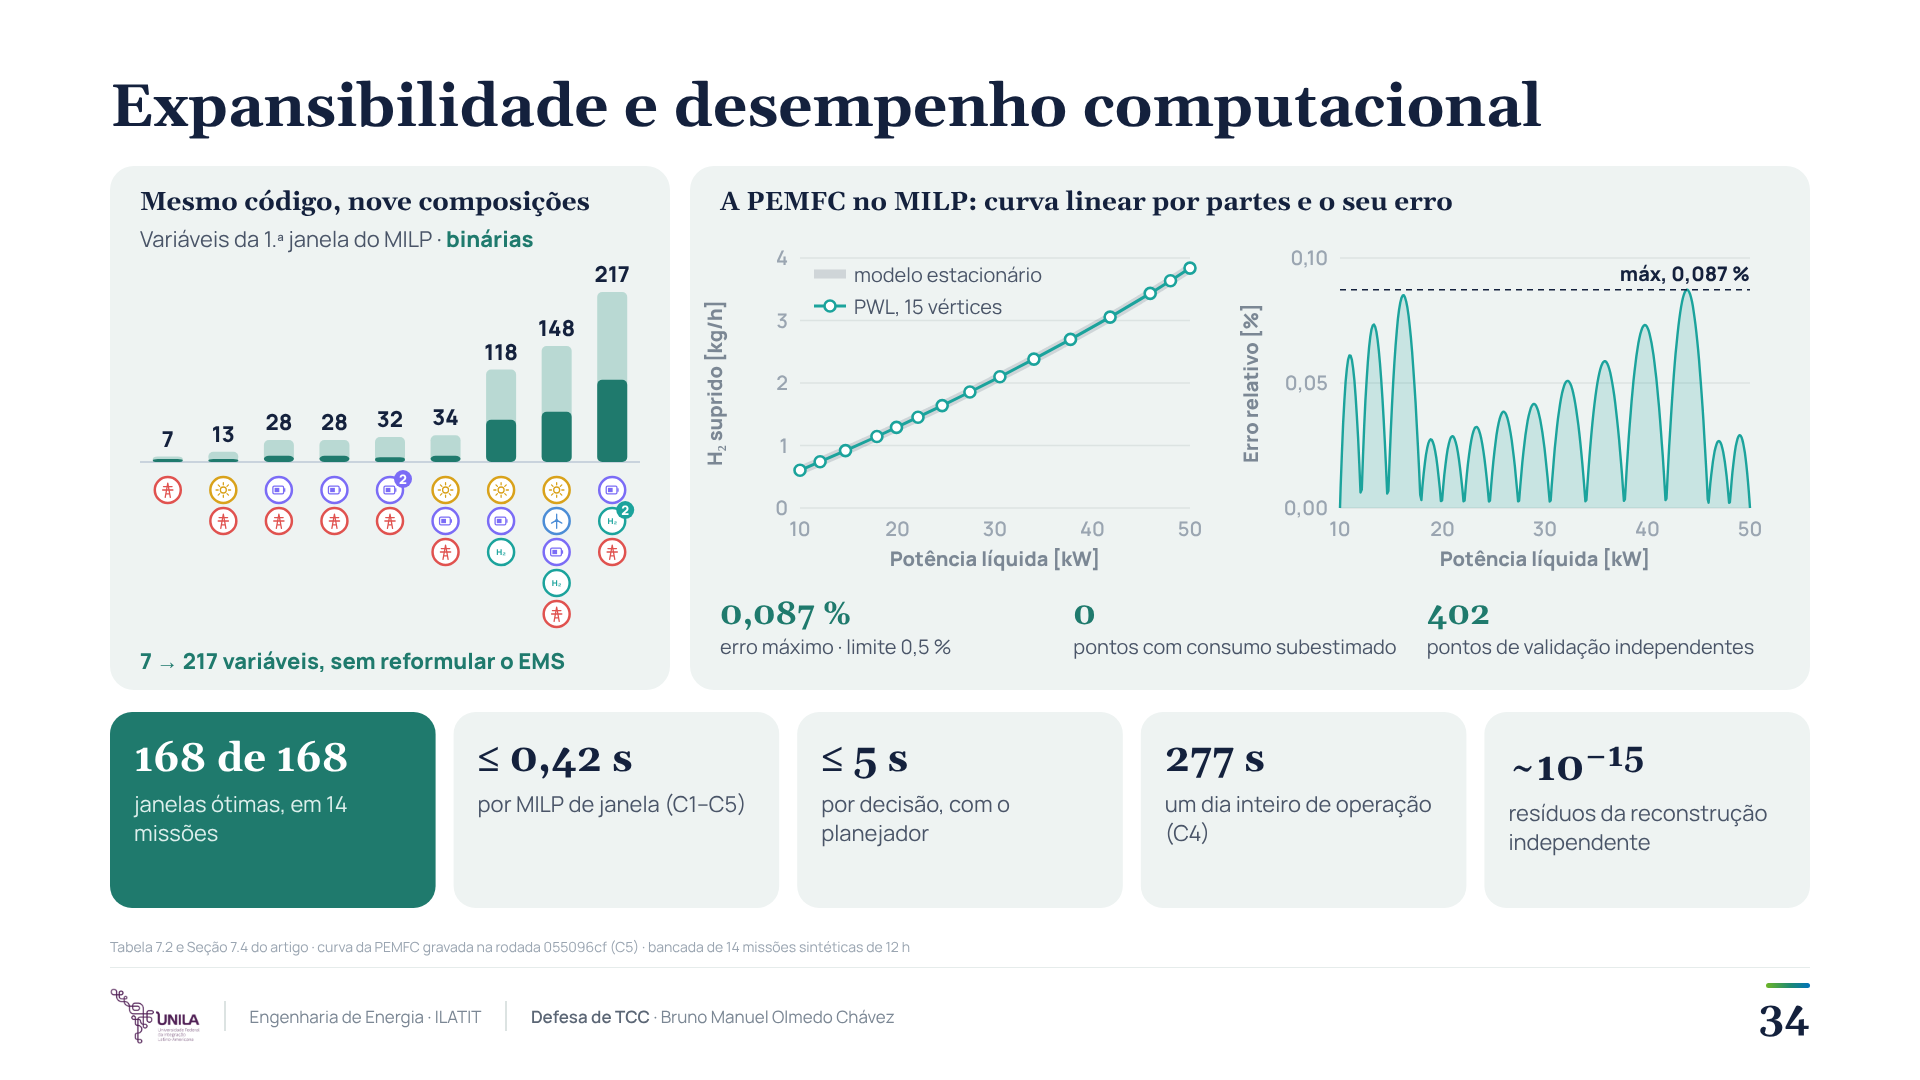 Expansibilidade e desempenho computacional
Mesmo código, nove composições
Variáveis da 1.ª janela do MILP · binárias
7
13
28
28
32
34
118
148
217
2
H₂
2
H₂
H₂
7 → 217 variáveis, sem reformular o EMS
A PEMFC no MILP: curva linear por partes e o seu erro
H₂ suprido [kg/h]
4
3
2
1
0
modelo estacionário
PWL, 15 vértices
10
20
30
40
50
Potência líquida [kW]
Erro relativo [%]
0,10
0,05
0,00
máx, 0,087 %
10
20
30
40
50
Potência líquida [kW]
0,087 %
erro máximo · limite 0,5 %
0
pontos com consumo subestimado
402
pontos de validação independentes
168 de 168
janelas ótimas, em 14
missões
≤ 0,42 s
por MILP de janela (C1–C5)
≤ 5 s
por decisão, com o
planejador
277 s
um dia inteiro de operação
(C4)
~10⁻¹⁵
resíduos da reconstrução
independente
Tabela 7.2 e Seção 7.4 do artigo · curva da PEMFC gravada na rodada 055096cf (C5) · bancada de 14 missões sintéticas de 12 h
UNILA
Engenharia de Energia · ILATIT
Defesa de TCC · Bruno Manuel Olmedo Chávez
34